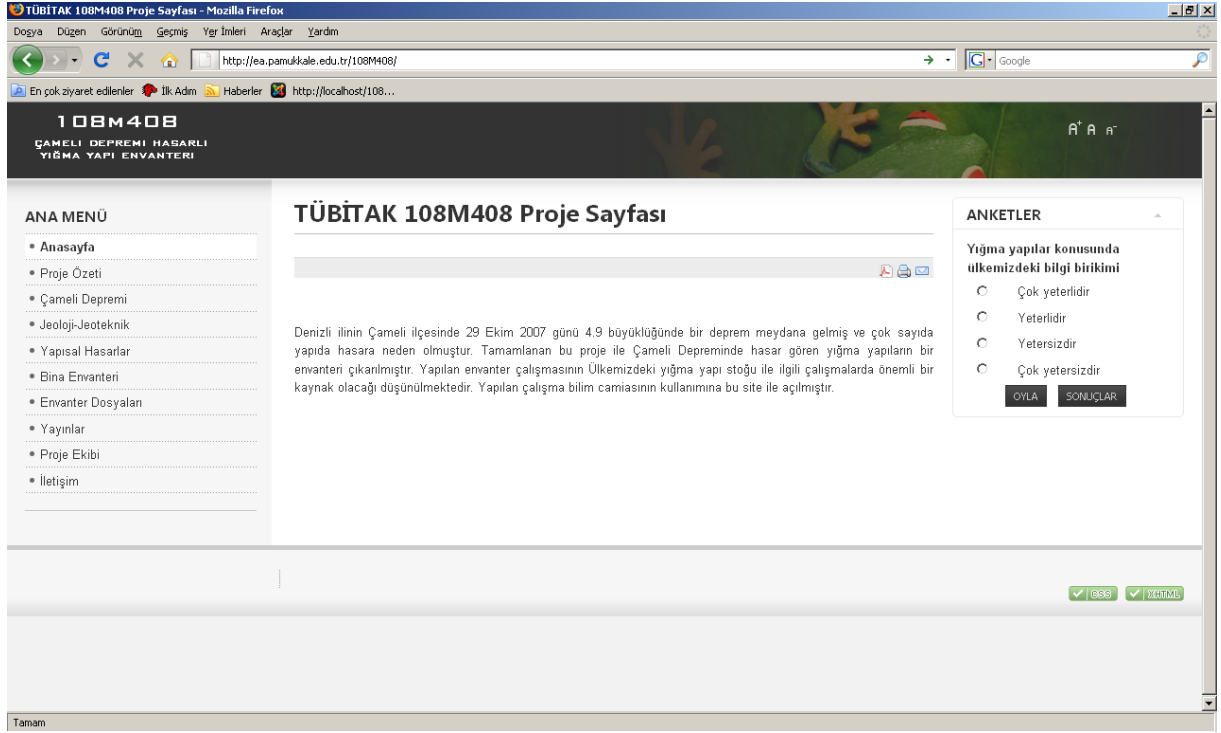 TÜBİTAK 108M408 Proje Sayfası - Mozilla Firefox
Dosya Düzen Görünüm Geçmiş Yer İmleri Araçlar Yardım
http://ea.pamukkale.edu.tr/108M408/
Google
En çok ziyaret edilenler İlk Adım Haberler http://localhost/108...
108M408
ÇAMELI DEPREMI HASARLI
YIĞMA YAPI ENVANTERI
A+ A A-
ANA MENÜ
Anasayfa
Proje Özeti
Çameli Depremi
Jeoloji-Jeoteknik
Yapısal Hasarlar
Bina Envanteri
Envanter Dosyaları
Yayınlar
Proje Ekibi
İletişim
TÜBİTAK 108M408 Proje Sayfası
Denizli ilinin Çameli ilçesinde 29 Ekim 2007 günü 4.9 büyüklüğünde bir deprem meydana gelmiş ve çok sayıda
yapıda hasara neden olmuştur. Tamamlanan bu proje ile Çameli Depreminde hasar gören yığma yapıların bir
envanteri çıkarılmıştır. Yapılan envanter çalışmasının Ülkemizdeki yığma yapı stoğu ile ilgili çalışmalarda önemli bir
kaynak olacağı düşünülmektedir. Yapılan çalışma bilim camiasının kullanımına bu site ile açılmıştır.
ANKETLER
Yığma yapılar konusunda
ülkemizdeki bilgi birikimi
Çok yeterlidir
Yeterlidir
Yetersizdir
Çok yetersizdir
OYLA SONUÇLAR
CSS XHTML
Tamam